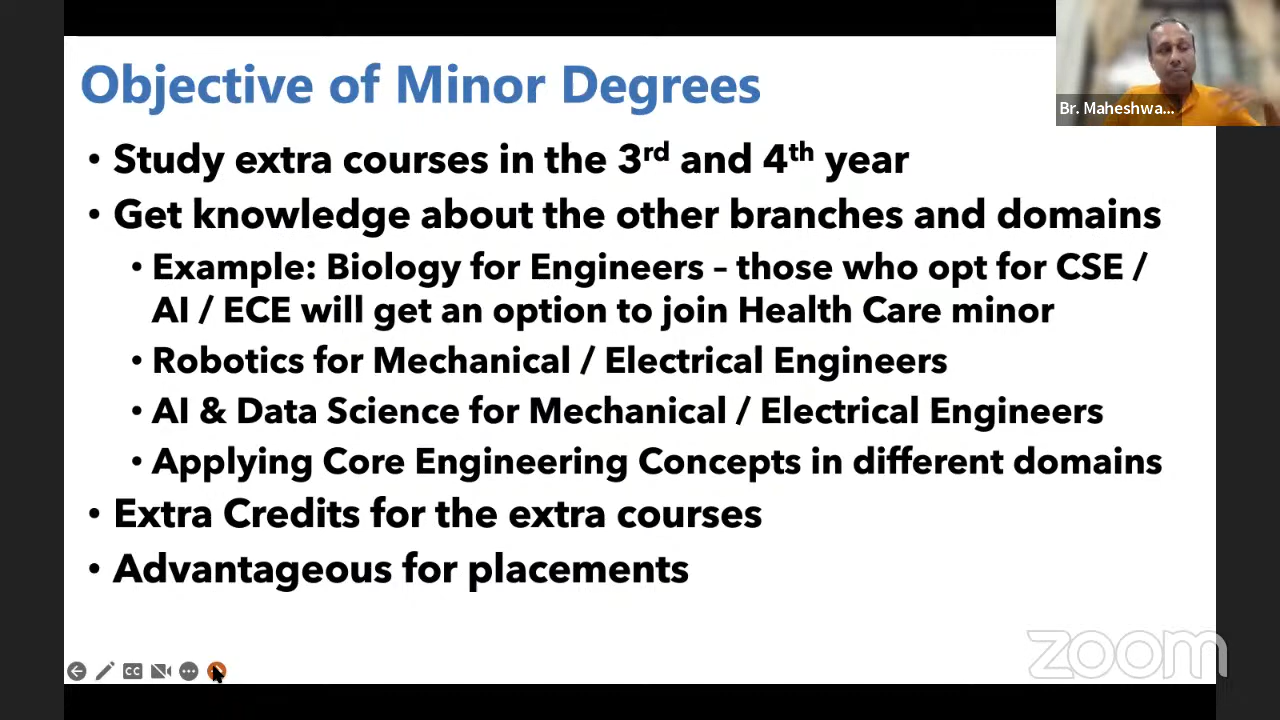 Objective of Minor Degrees
Br. Maheshwa...
• Study extra courses in the 3rd and 4th year
• Get knowledge about the other branches and domains
• Example: Biology for Engineers – those who opt for CSE /
AI / ECE will get an option to join Health Care minor
• Robotics for Mechanical / Electrical Engineers
• AI & Data Science for Mechanical / Electrical Engineers
• Applying Core Engineering Concepts in different domains
• Extra Credits for the extra courses
• Advantageous for placements
CC
zoom